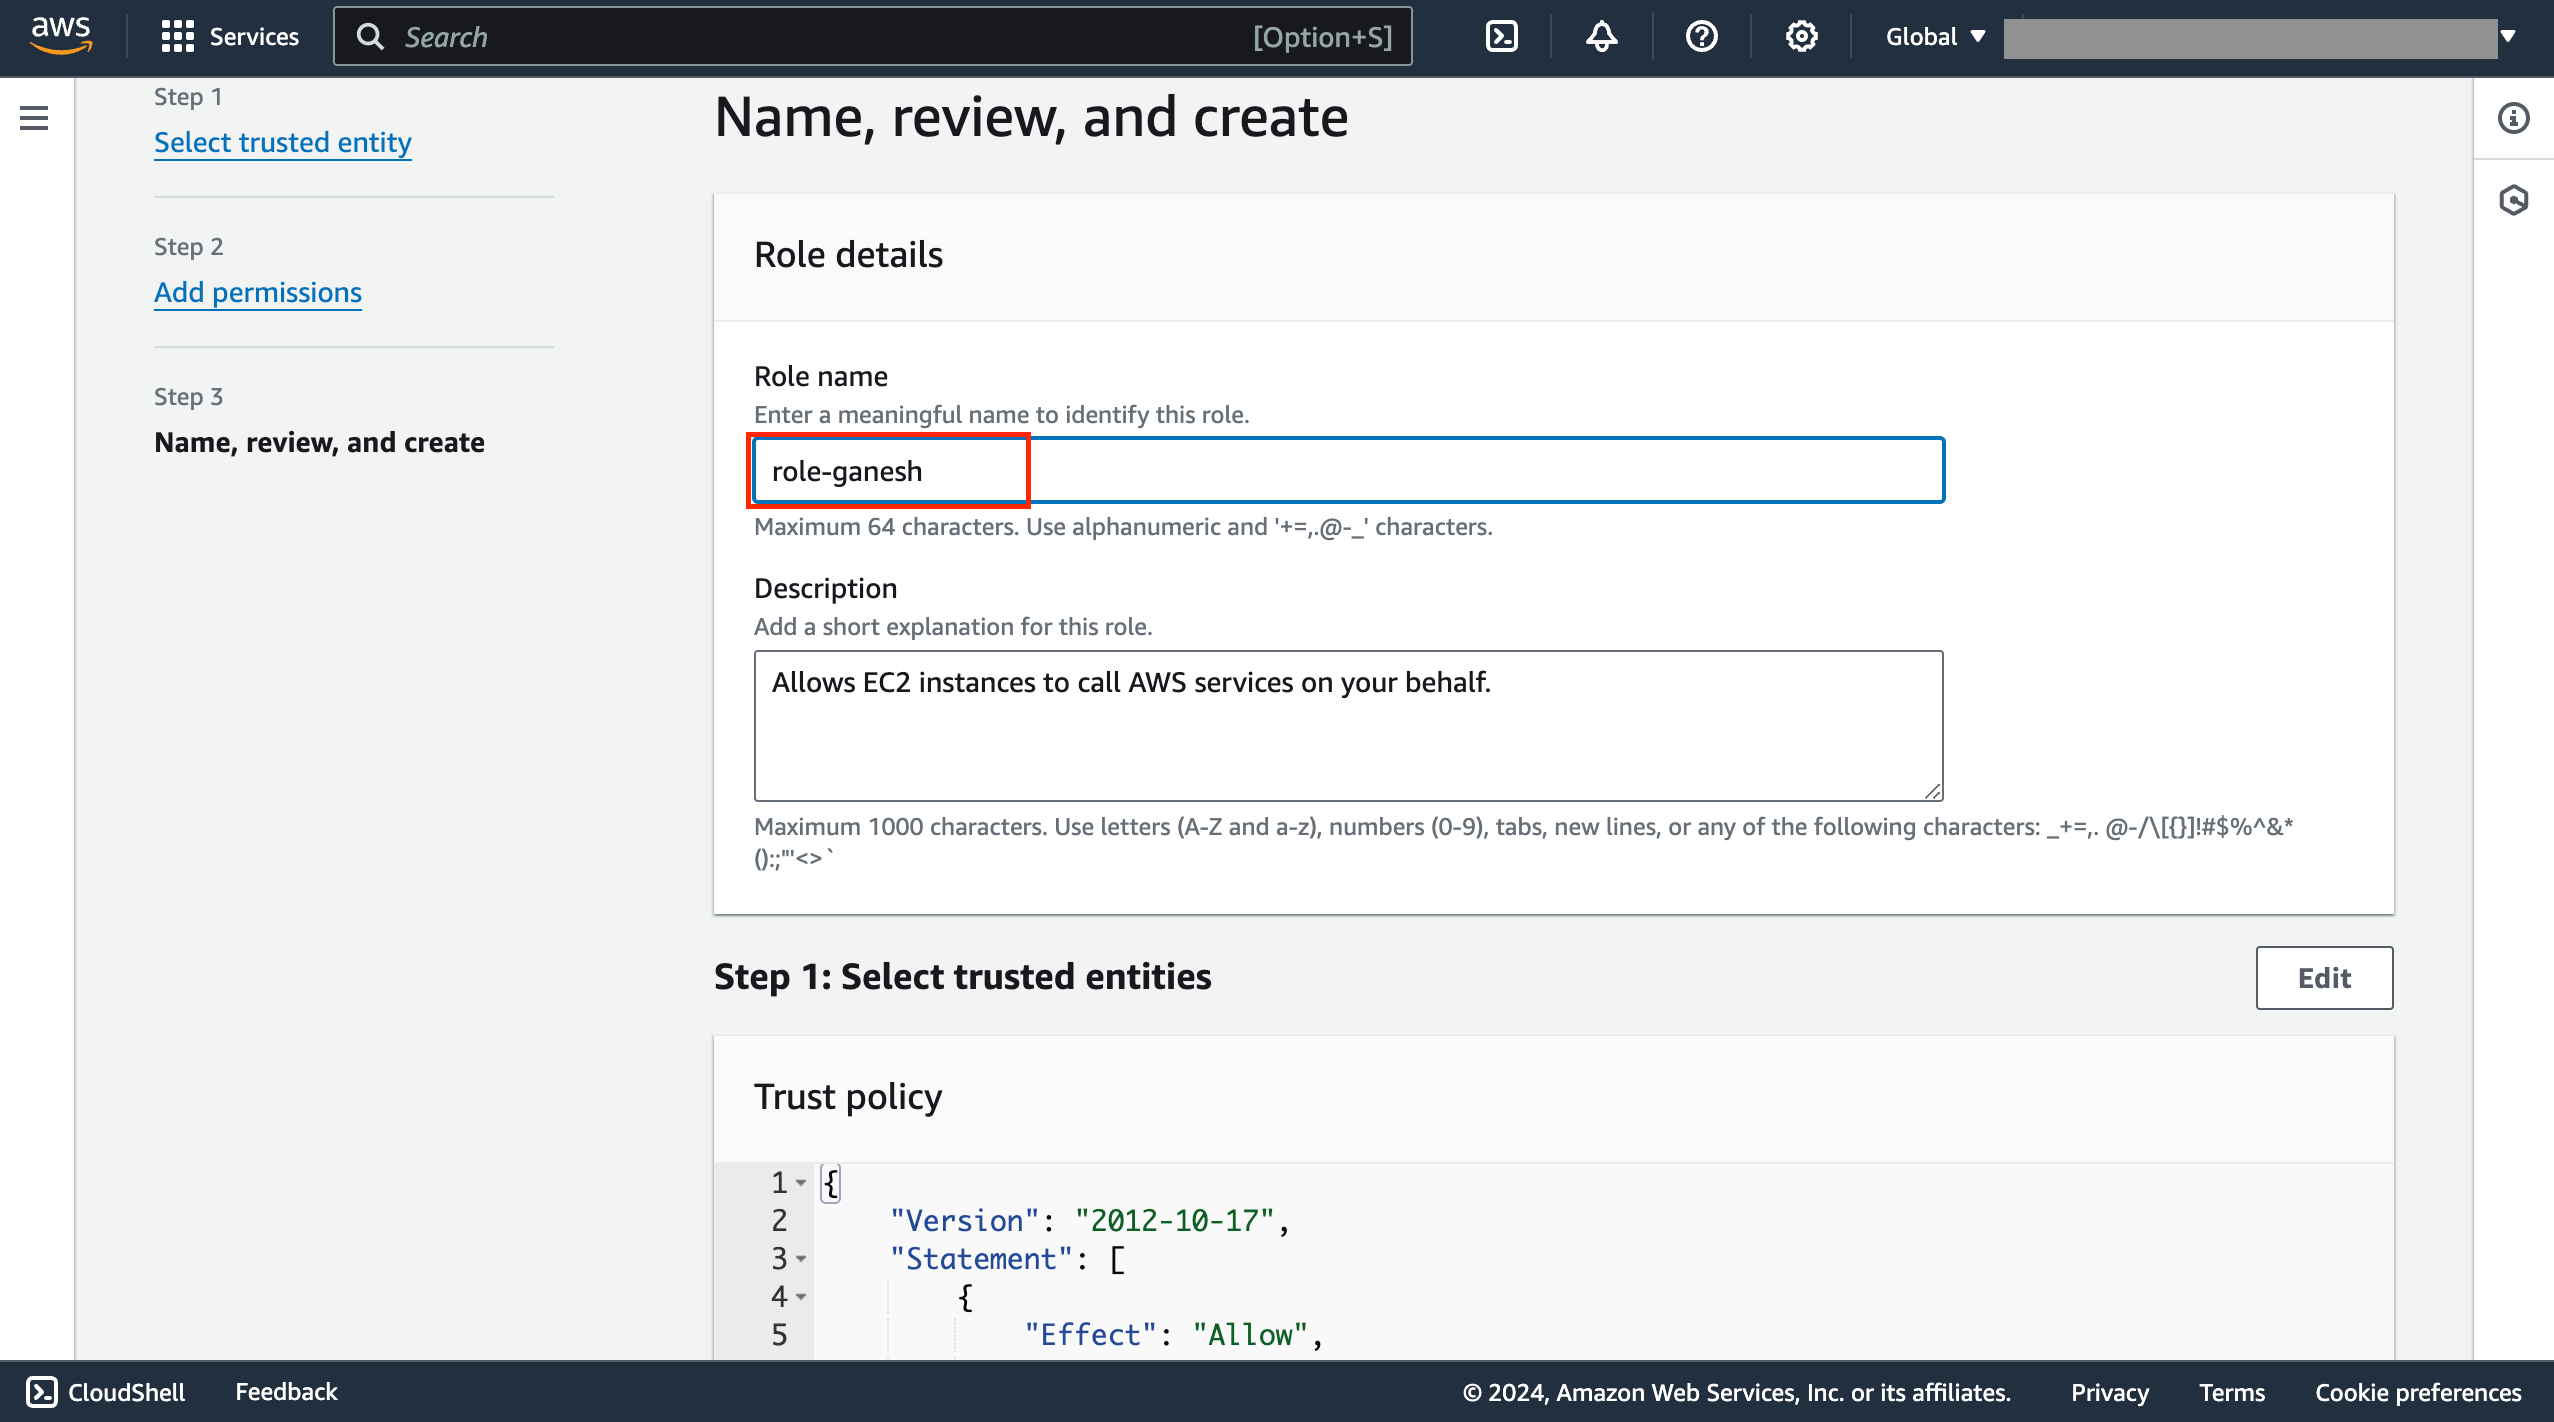 aws
Services
Search
[Option+S]
Global
Step 1
Select trusted entity
Step 2
Add permissions
Step 3
Name, review, and create
Name, review, and create
Role details
Role name
Enter a meaningful name to identify this role.
role-ganesh
Maximum 64 characters. Use alphanumeric and '+=,.@-_' characters.
Description
Add a short explanation for this role.
Allows EC2 instances to call AWS services on your behalf.
Maximum 1000 characters. Use letters (A-Z and a-z), numbers (0-9), tabs, new lines, or any of the following characters: _+=,. @-/\[{}]!#$%^&*
();:;"'<>`
Step 1: Select trusted entities
Edit
Trust policy
1 {
2 "Version": "2012-10-17",
3 "Statement": [
4 {
5 "Effect": "Allow",
CloudShell
Feedback
© 2024, Amazon Web Services, Inc. or its affiliates.
Privacy
Terms
Cookie preferences